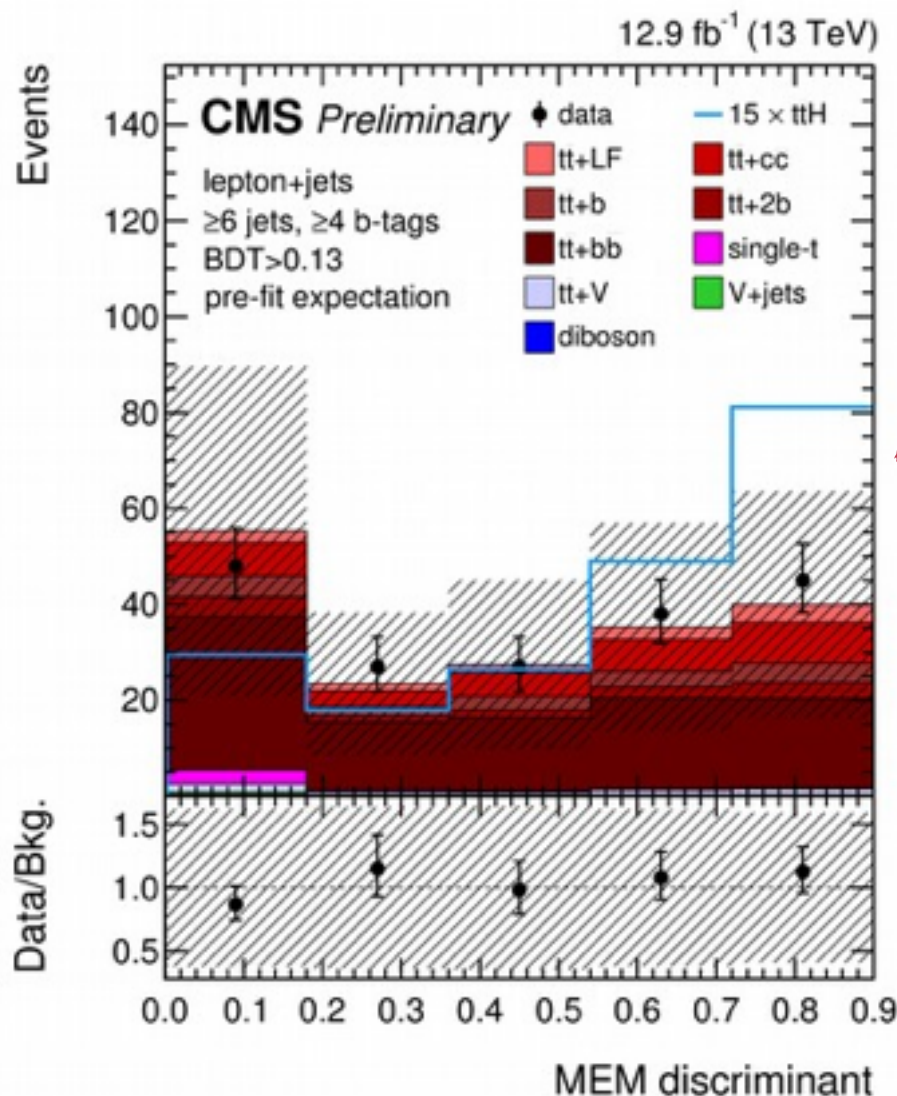 12.9 fb⁻¹ (13 TeV)
Events
CMS Preliminary
lepton+jets
≥6 jets, ≥4 b-tags
BDT>0.13
pre-fit expectation
data
15 × ttH
tt+LF
tt+cc
tt+b
tt+2b
tt+bb
single-t
tt+V
V+jets
diboson
140
120
100
80
60
40
20
Data/Bkg.
1.5
1.0
0.5
0.0 0.1 0.2 0.3 0.4 0.5 0.6 0.7 0.8 0.9
MEM discriminant